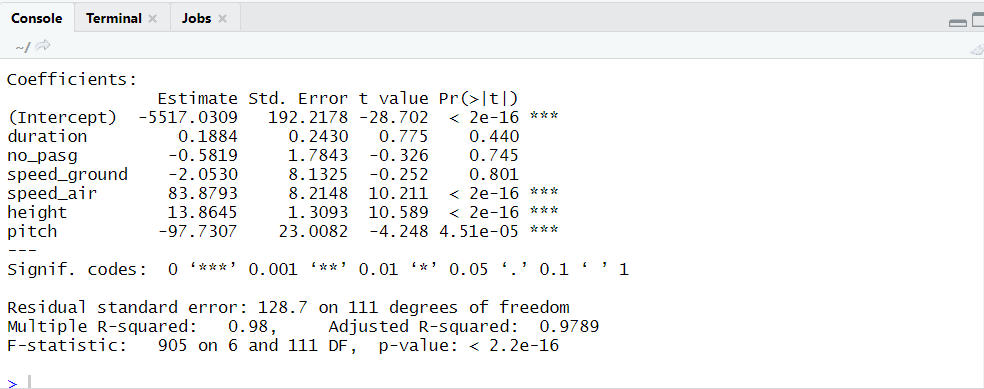 Console Terminal × Jobs ×
~/
Coefficients:
Estimate Std. Error t value Pr(>|t|)
(Intercept) -5517.0309 192.2178 -28.702 < 2e-16 ***
duration 0.1884 0.2430 0.775 0.440
no_pasg -0.5819 1.7843 -0.326 0.745
speed_ground -2.0530 8.1325 -0.252 0.801
speed_air 83.8793 8.2148 10.211 < 2e-16 ***
height 13.8645 1.3093 10.589 < 2e-16 ***
pitch -97.7307 23.0082 -4.248 4.51e-05 ***
---
Signif. codes: 0 ‘***’ 0.001 ‘**’ 0.01 ‘*’ 0.05 ‘.’ 0.1 ‘ ’ 1
Residual standard error: 128.7 on 111 degrees of freedom
Multiple R-squared: 0.98, Adjusted R-squared: 0.9789
F-statistic: 905 on 6 and 111 DF, p-value: < 2.2e-16
>